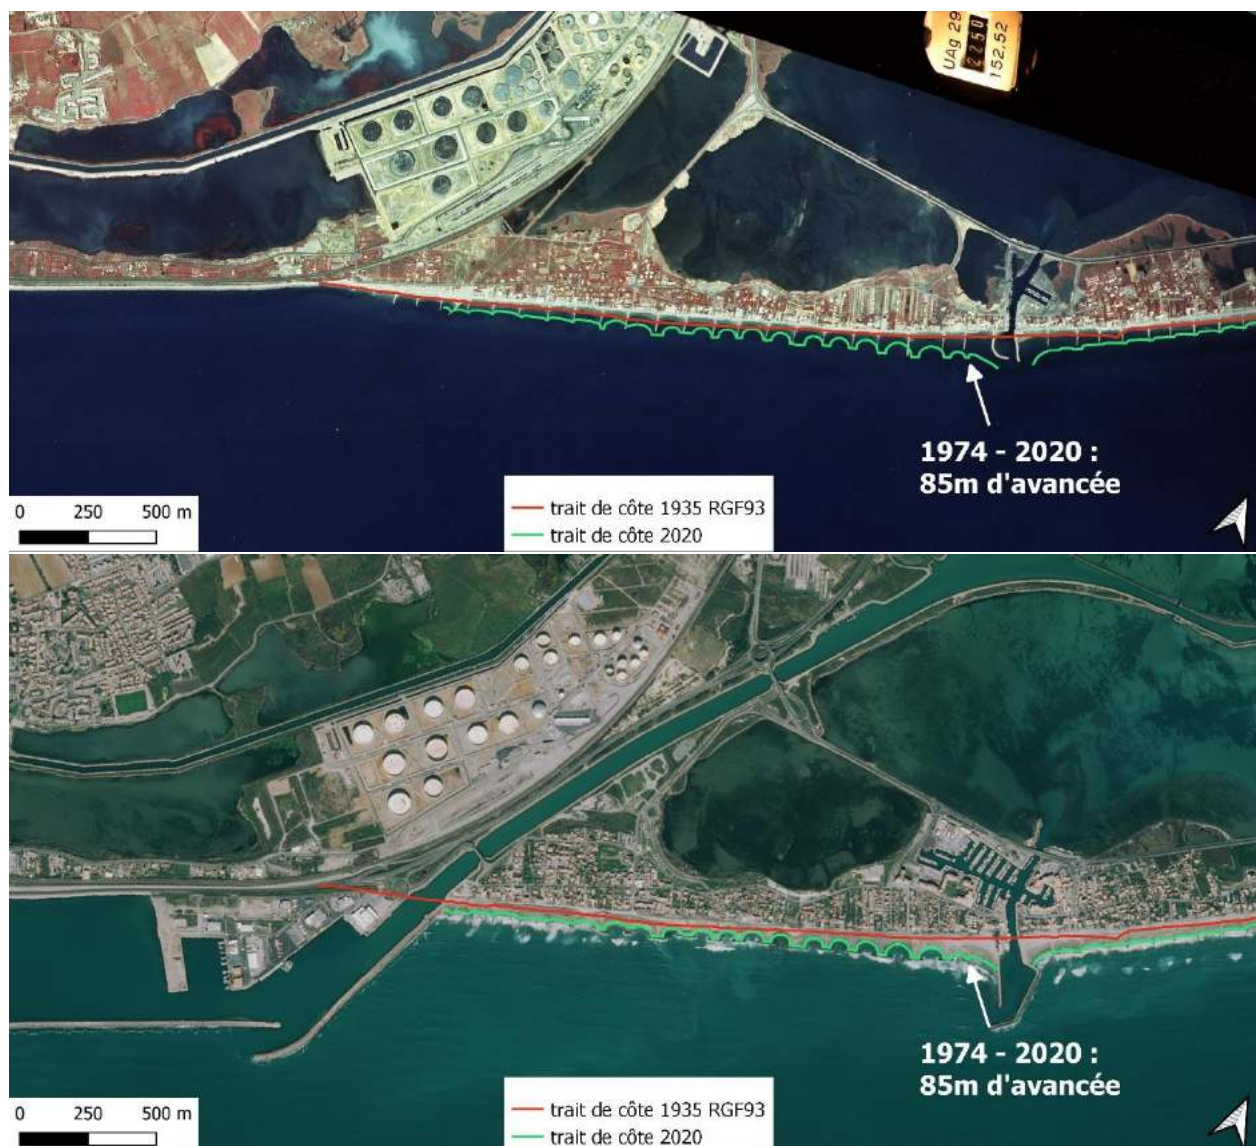 UAg 29
2250
152.52
1974 - 2020 :
85m d'avancée
0 250 500 m
trait de côte 1935 RGF93
trait de côte 2020
1974 - 2020 :
85m d'avancée
0 250 500 m
trait de côte 1935 RGF93
trait de côte 2020